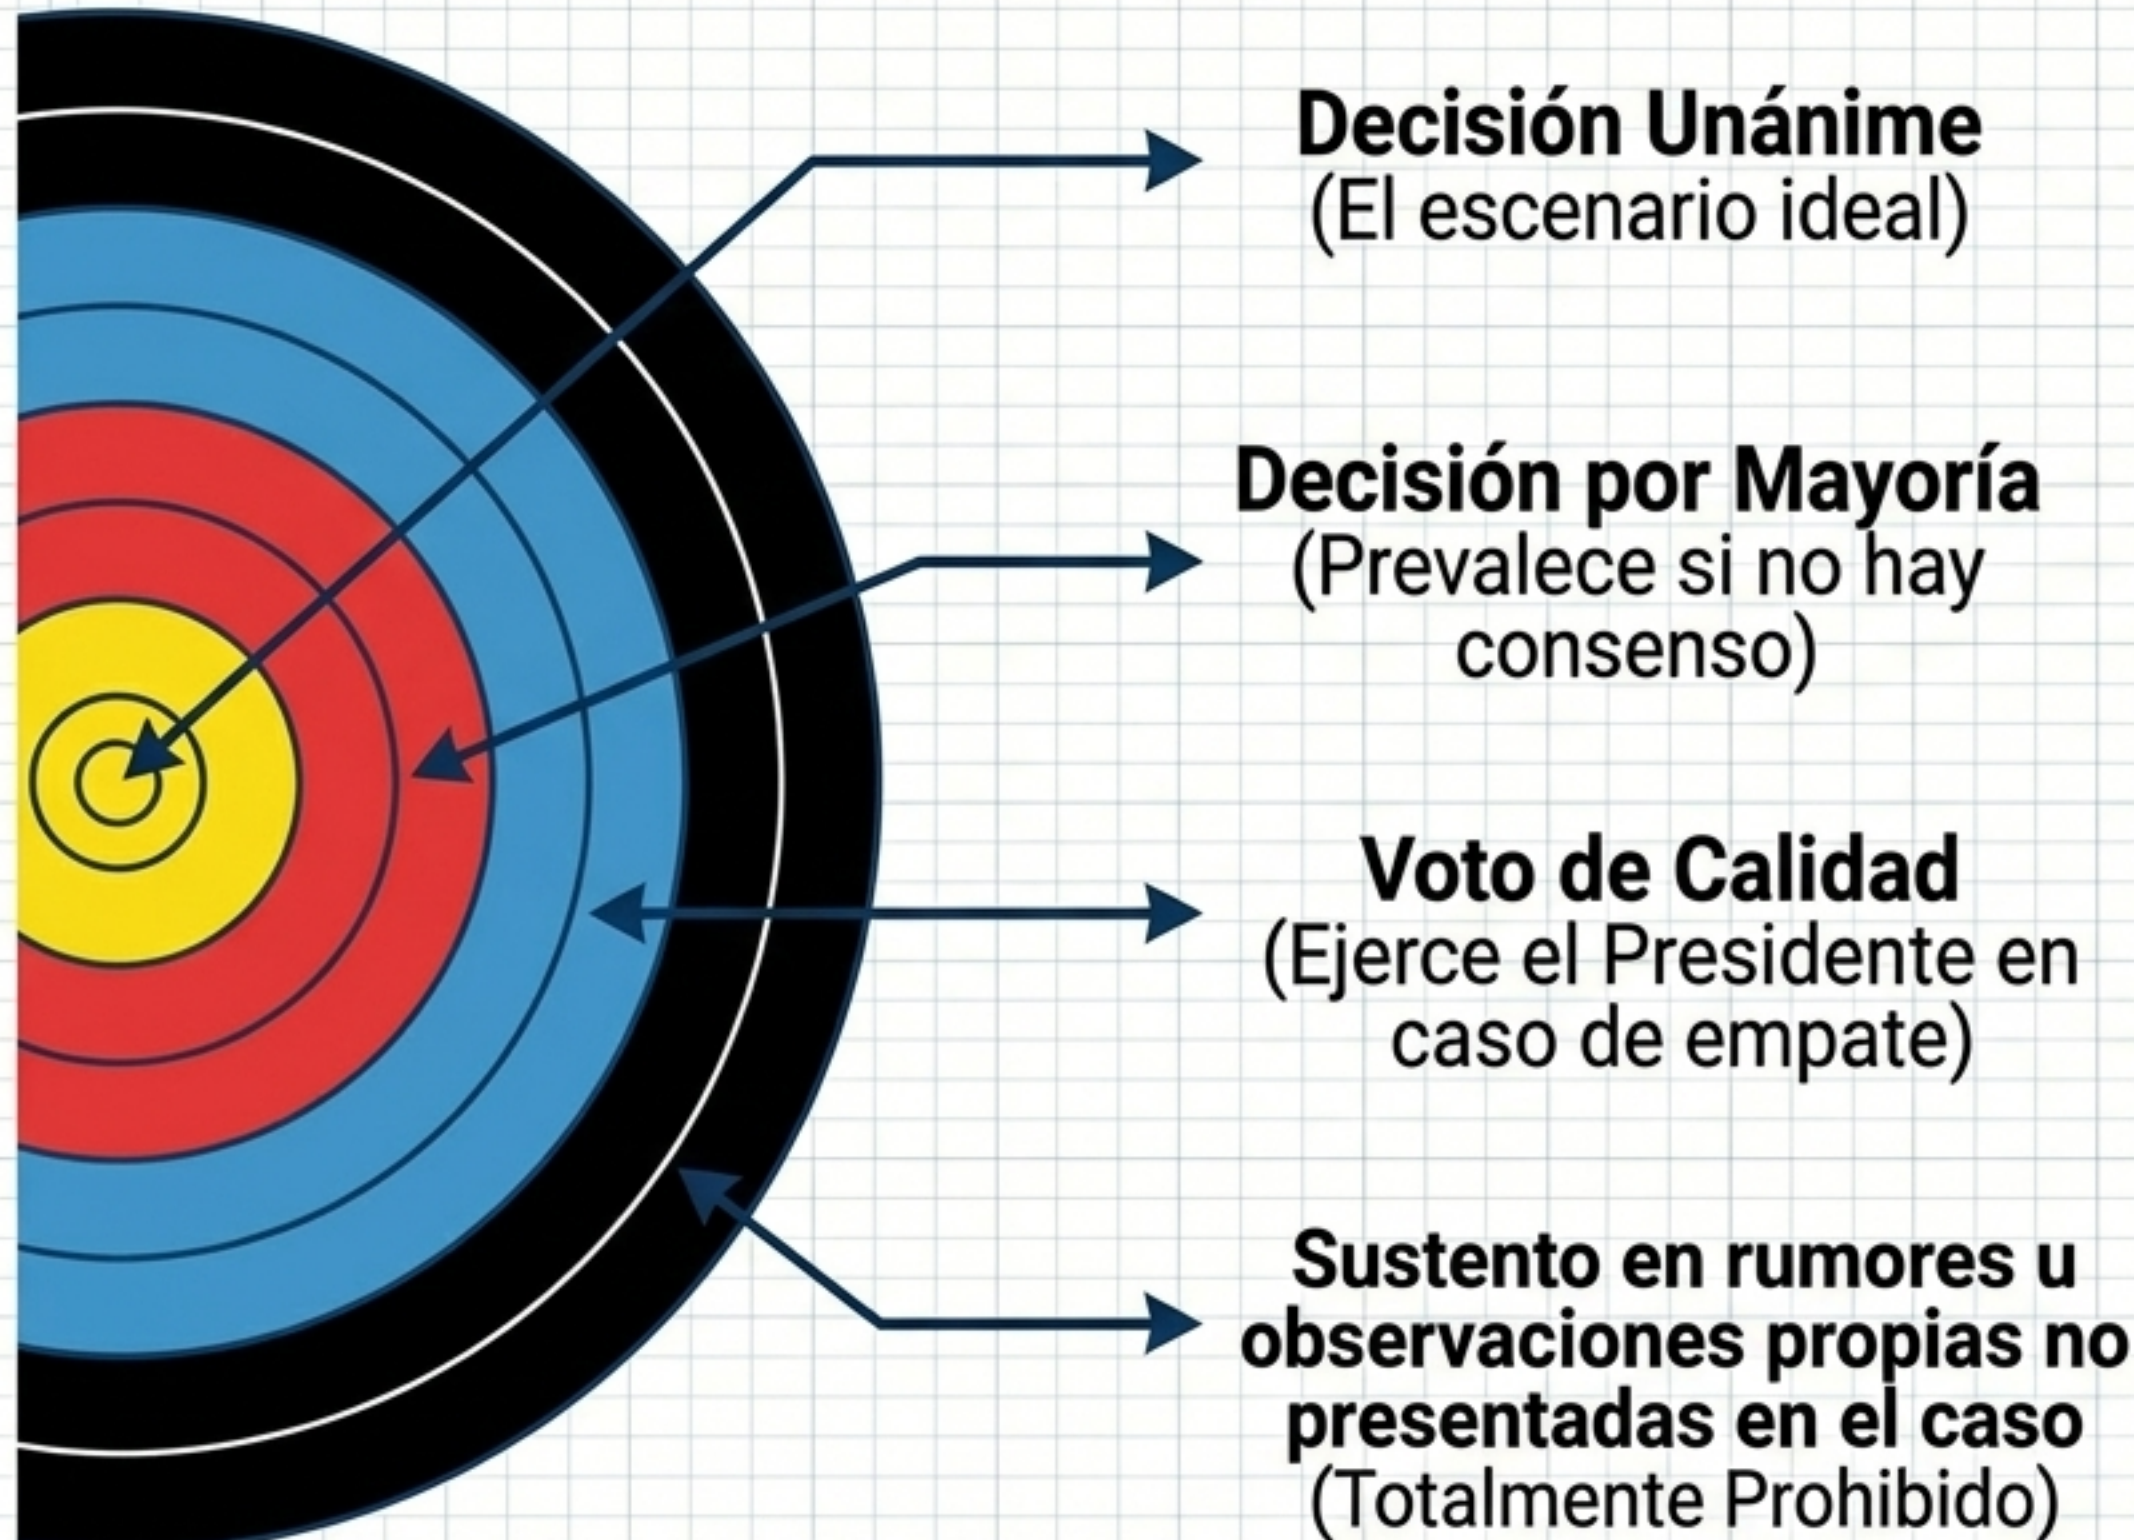 Decisión Unánime
(El escenario ideal)
Decisión por Mayoría
(Prevalece si no hay
consenso)
Voto de Calidad
(Ejerce el Presidente en
caso de empate)
Sustento en rumores u
observaciones propias no
presentadas en el caso
(Totalmente Prohibido)